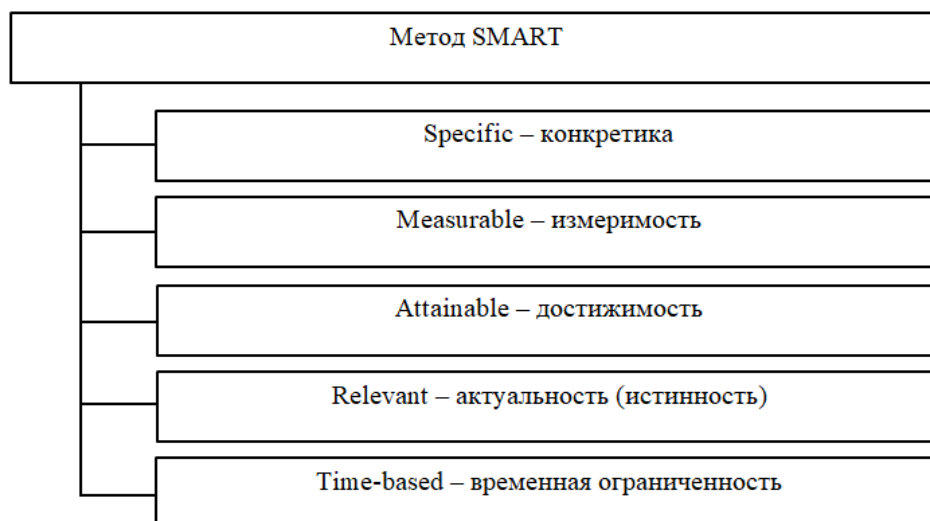 Метод SMART
Specific – конкретика
Measurable – измеримость
Attainable – достижимость
Relevant – актуальность (истинность)
Time-based – временная ограниченность